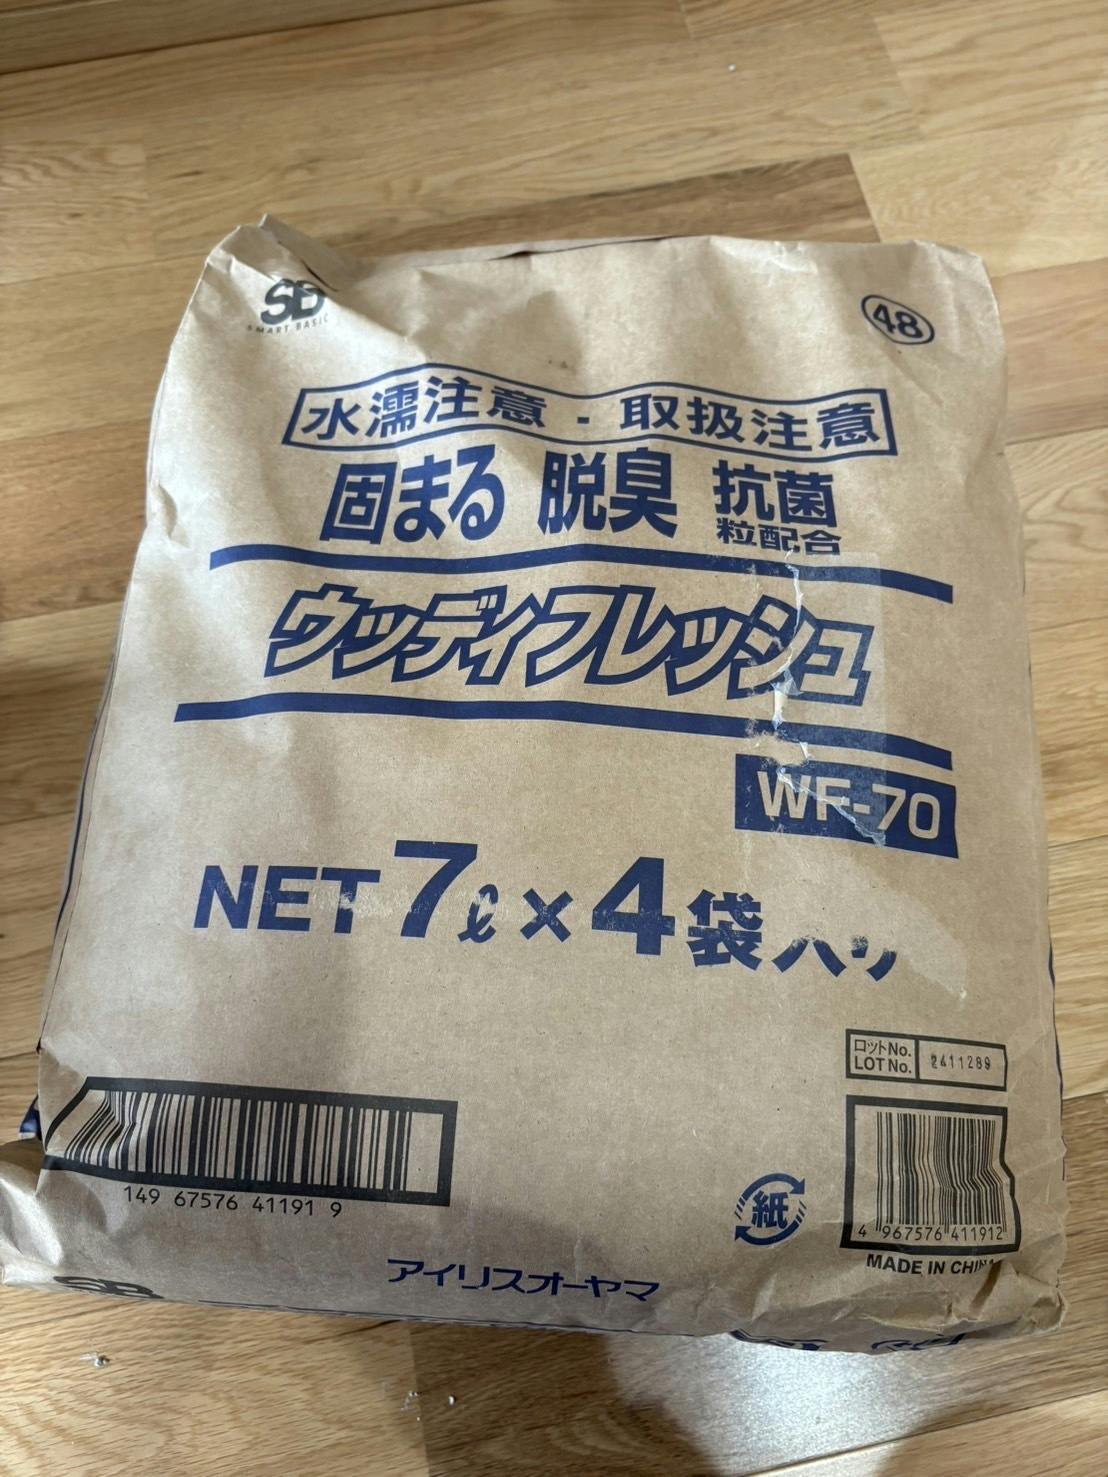 SB
SMART BASIC
48
水濡注意 - 取扱注意
固まる 脱臭 抗菌
粒配合
ウッディフレッシュ
WF-70
NET 7ℓ×4袋入り
ロットNo.
LOT No.
2411289
149 67576 41191 9
紙
4 967576 411912
MADE IN CHINA
アイリスオーヤマ
SB